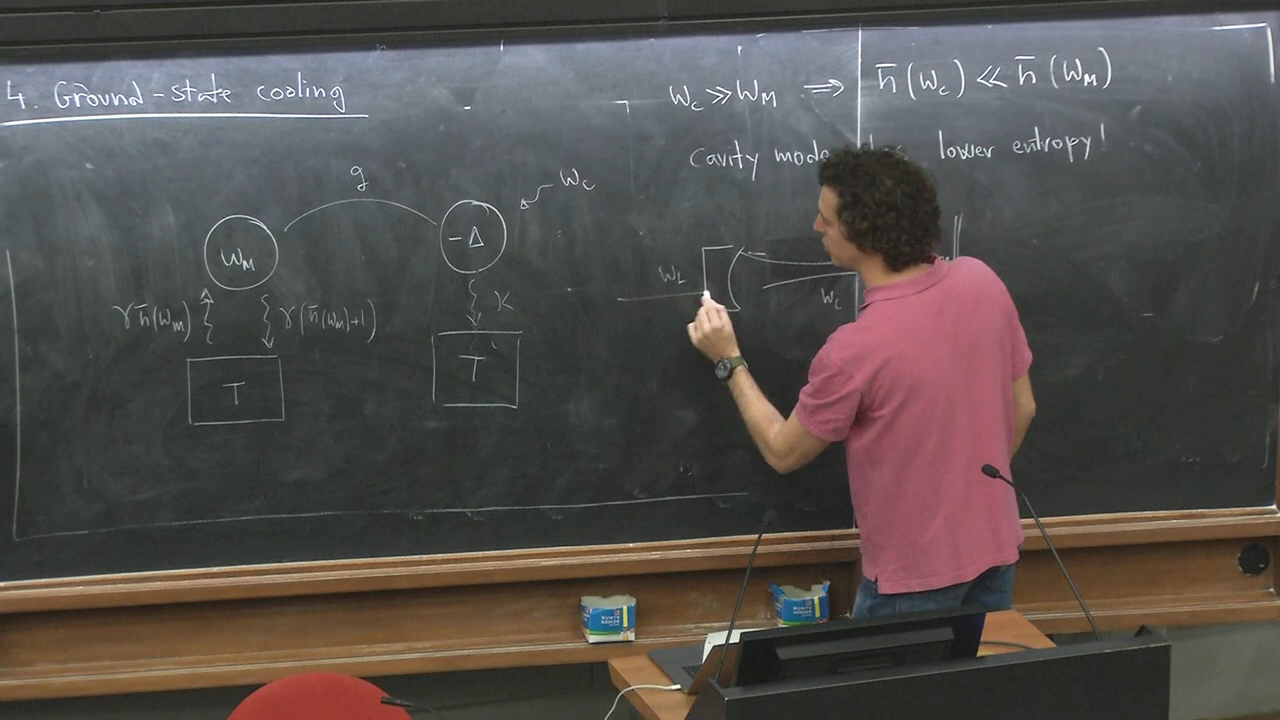 4. Ground-state cooling
ω_c ≫ ω_M ⟹ n̄(ω_c) ≪ n̄(ω_M)
cavity mode lower entropy!
g
ω_c
ω_M
-Δ
γ n̄(ω_M)
γ(n̄(ω_M)+1)
κ
T
T
ω_L
ω_c